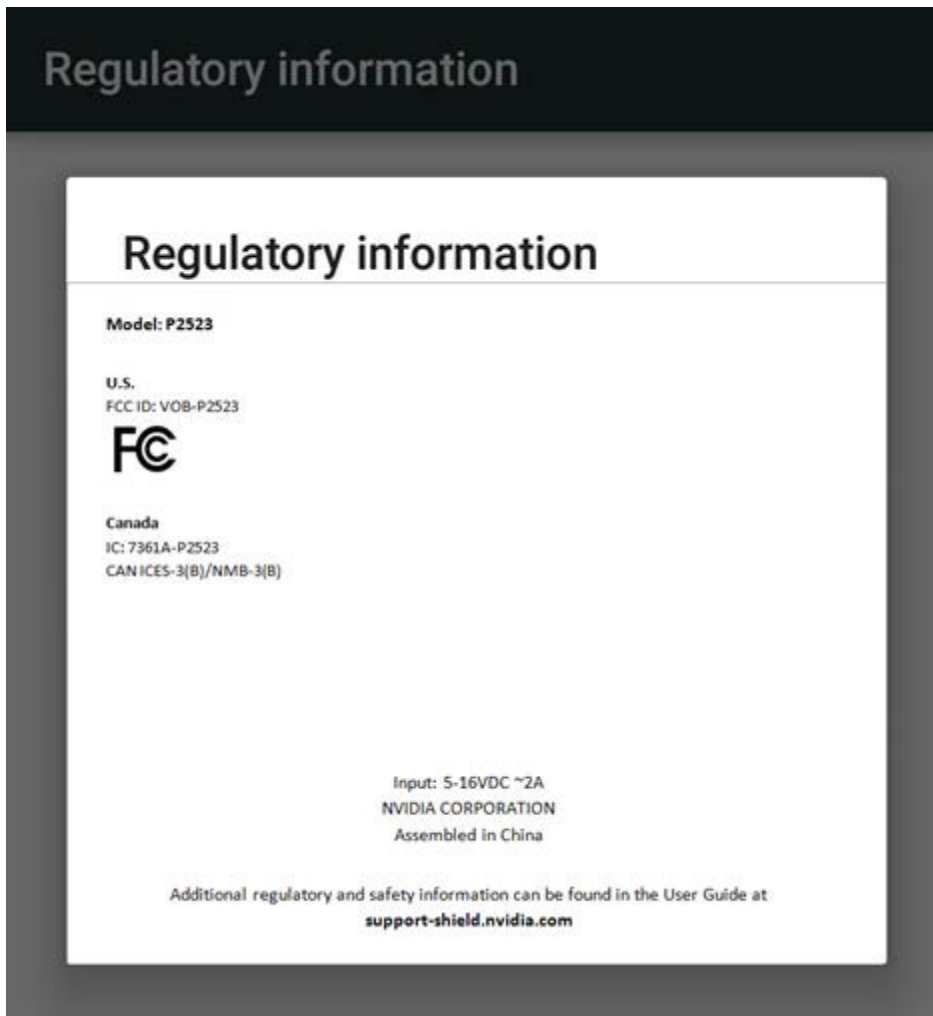 Regulatory information
Regulatory information
Model: P2523
U.S.
FCC ID: VOB-P2523
FC
Canada
IC: 7361A-P2523
CAN ICES-3(B)/NMB-3(B)
Input: 5-16VDC ~2A
NVIDIA CORPORATION
Assembled in China
Additional regulatory and safety information can be found in the User Guide at
support-shield.nvidia.com